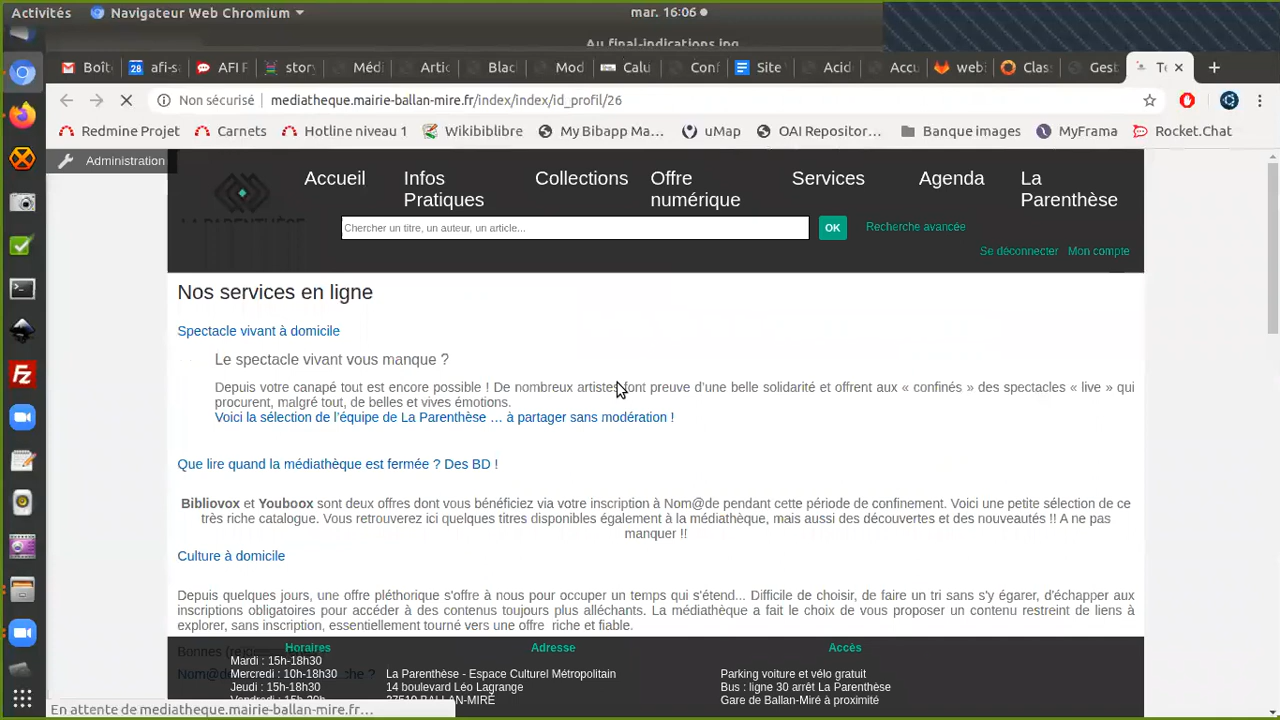 Activités Navigateur Web Chromium mar. 16:06
Au final-indications.png
Boît afi-s AFI F story Médi Artic Blac Mod Calu Conf Site Acid Accu web Class Gest Te
Non sécurisé mediatheque.mairie-ballan-mire.fr/index/index/id_profil/26
Redmine Projet Carnets Hotline niveau 1 Wikibiblibre My Bibapp Ma… uMap OAI Repositor… Banque images MyFrama Rocket.Chat
Administration
Accueil Infos Pratiques Collections Offre numérique Services Agenda La Parenthèse
LA PARENTHÈSE
Chercher un titre, un auteur, un article... OK Recherche avancée
Se déconnecter Mon compte
Nos services en ligne
Spectacle vivant à domicile
Le spectacle vivant vous manque ?
Depuis votre canapé tout est encore possible ! De nombreux artistes font preuve d'une belle solidarité et offrent aux « confinés » des spectacles « live » qui
procurent, malgré tout, de belles et vives émotions.
Voici la sélection de l'équipe de La Parenthèse … à partager sans modération !
Que lire quand la médiathèque est fermée ? Des BD !
Bibliovox et Youboox sont deux offres dont vous bénéficiez via votre inscription à Nom@de pendant cette période de confinement. Voici une petite sélection de ce
très riche catalogue. Vous retrouverez ici quelques titres disponibles également à la médiathèque, mais aussi des découvertes et des nouveautés !! A ne pas
manquer !!
Culture à domicile
Depuis quelques jours, une offre pléthorique s'offre à nous pour occuper un temps qui s'étend... Difficile de choisir, de faire un tri sans s'y égarer, d'échapper aux
inscriptions obligatoires pour accéder à des contenus toujours plus alléchants. La médiathèque a fait le choix de vous proposer un contenu restreint de liens à
explorer, sans inscription, essentiellement tourné vers une offre riche et fiable.
Horaires Adresse Accès
Mardi : 15h-18h30
Mercredi : 10h-18h30 La Parenthèse - Espace Culturel Métropolitain Parking voiture et vélo gratuit
Jeudi : 15h-18h30 14 boulevard Léo Lagrange Bus : ligne 30 arrêt La Parenthèse
Vendredi : 15h-20h 37510 BALLAN-MIRÉ Gare de Ballan-Miré à proximité
En attente de mediatheque.mairie-ballan-mire.fr…